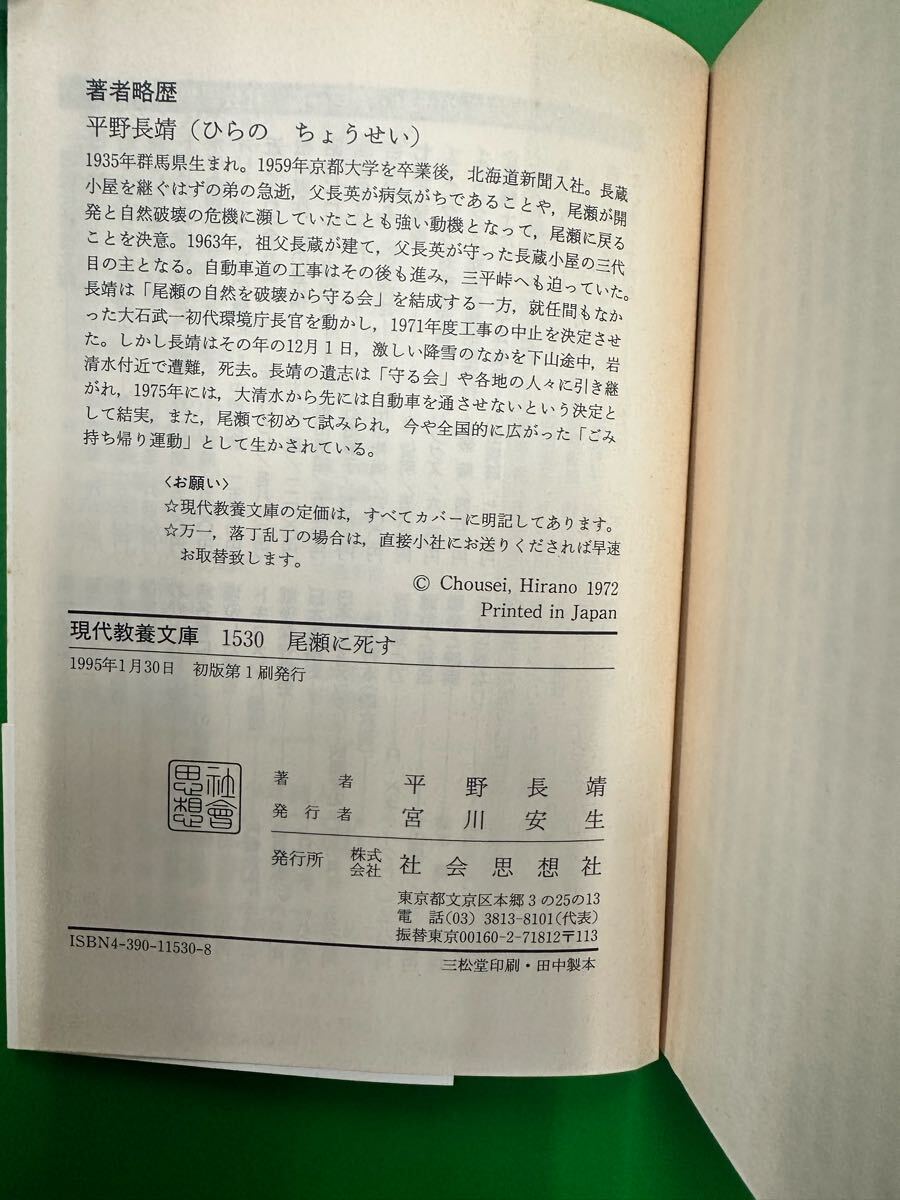 著者略歴
平野長靖（ひらの　ちょうせい）
1935年群馬県生まれ。1959年京都大学を卒業後，北海道新聞入社。長蔵
小屋を継ぐはずの弟の急逝，父長英が病気がちであることや，尾瀬が開
発と自然破壊の危機に瀕していたことも強い動機となって，尾瀬に戻る
ことを決意。1963年，祖父長蔵が建て，父長英が守った長蔵小屋の三代
目の主となる。自動車道の工事はその後も進み，三平峠へも迫っていた。
長靖は「尾瀬の自然を破壊から守る会」を結成する一方，就任間もなか
った大石武一初代環境庁長官を動かし，1971年度工事の中止を決定させ
た。しかし長靖はその年の12月1日，激しい降雪のなかを下山途中，岩
清水付近で遭難，死去。長靖の遺志は「守る会」や各地の人々に引き継
がれ，1975年には，大清水から先には自動車を通させないという決定と
して結実，また，尾瀬で初めて試みられ，今や全国的に広がった「ごみ
持ち帰り運動」として生かされている。
〈お願い〉
☆現代教養文庫の定価は，すべてカバーに明記してあります。
☆万一，落丁乱丁の場合は，直接小社にお送りくだされば早速
お取替致します。
© Chousei, Hirano 1972
Printed in Japan
現代教養文庫　1530　尾瀬に死す
1995年1月30日　初版第1刷発行
社會思想
著者　平野長靖
発行者　宮川安生
発行所　株式会社　社会思想社
東京都文京区本郷3の25の13
電話(03) 3813-8101(代表)
振替東京00160-2-71812〒113
ISBN4-390-11530-8
三松堂印刷・田中製本